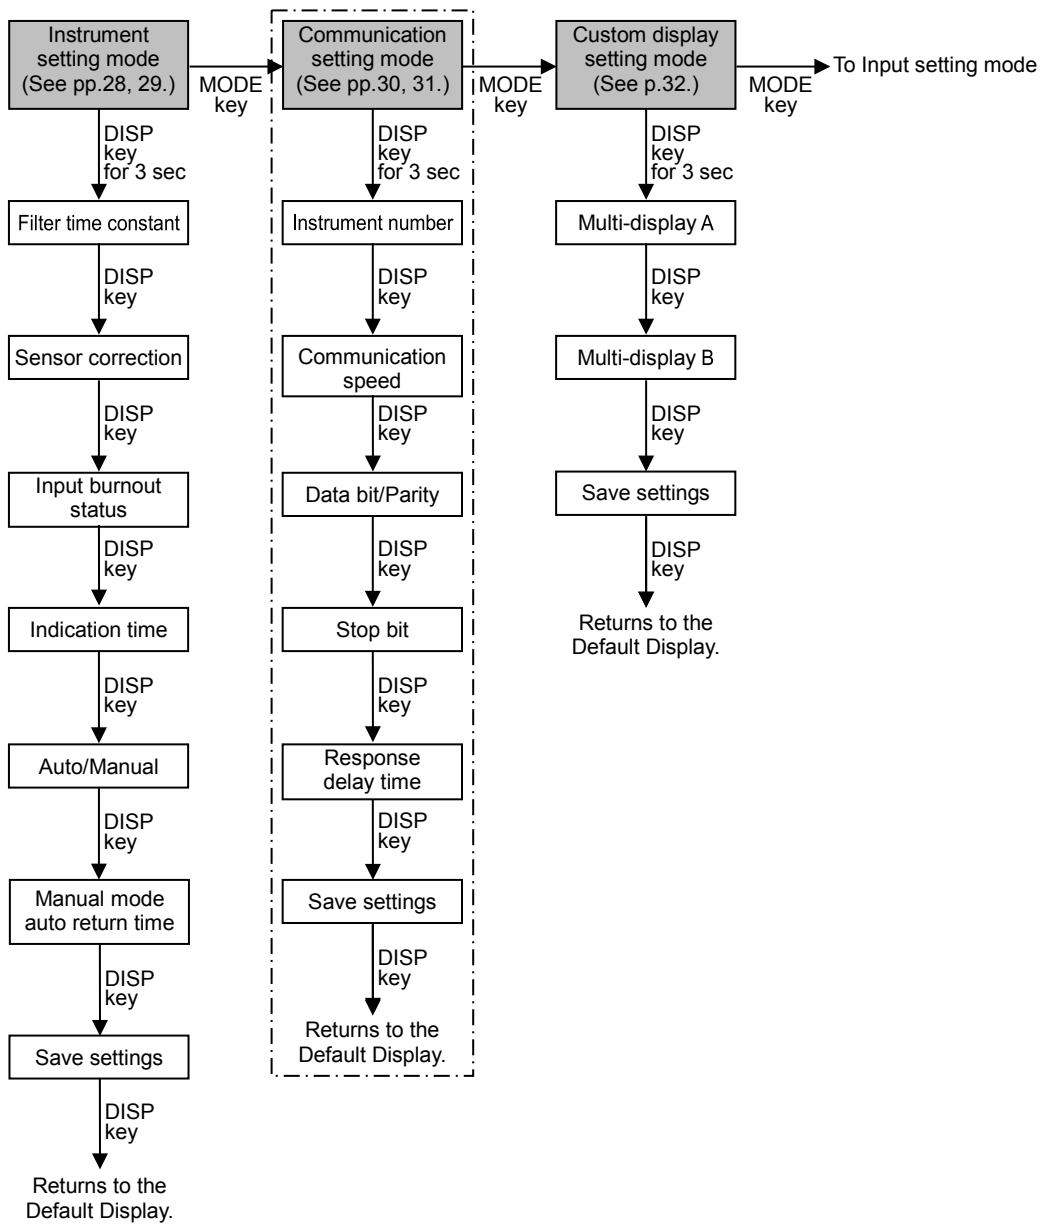 Instrument
setting mode
(See pp.28, 29.)
MODE
key
Communication
setting mode
(See pp.30, 31.)
MODE
key
Custom display
setting mode
(See p.32.)
MODE
key
To Input setting mode
DISP
key
for 3 sec
Filter time constant
DISP
key
Sensor correction
DISP
key
Input burnout
status
DISP
key
Indication time
DISP
key
Auto/Manual
DISP
key
Manual mode
auto return time
DISP
key
Save settings
DISP
key
Returns to the
Default Display.
DISP
key
for 3 sec
Instrument number
DISP
key
Communication
speed
DISP
key
Data bit/Parity
DISP
key
Stop bit
DISP
key
Response
delay time
DISP
key
Save settings
DISP
key
Returns to the
Default Display.
DISP
key
for 3 sec
Multi-display A
DISP
key
Multi-display B
DISP
key
Save settings
DISP
key
Returns to the
Default Display.